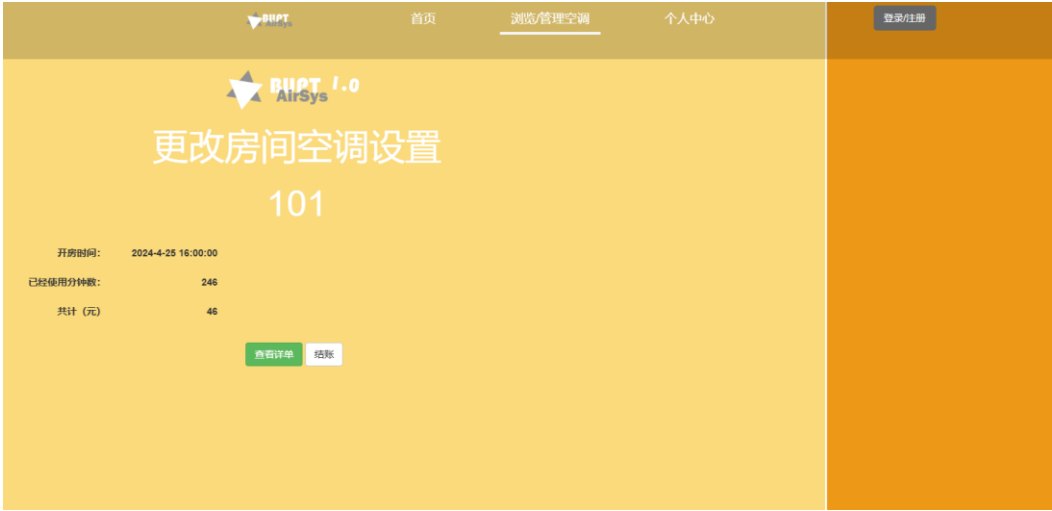 BUPT AirSys 首页 浏览/管理空调 个人中心 登录/注册
BUPT 1.0
AirSys
更改房间空调设置
101
开房时间: 2024-4-25 16:00:00
已经使用分钟数: 246
共计（元） 46
查看详单 结账